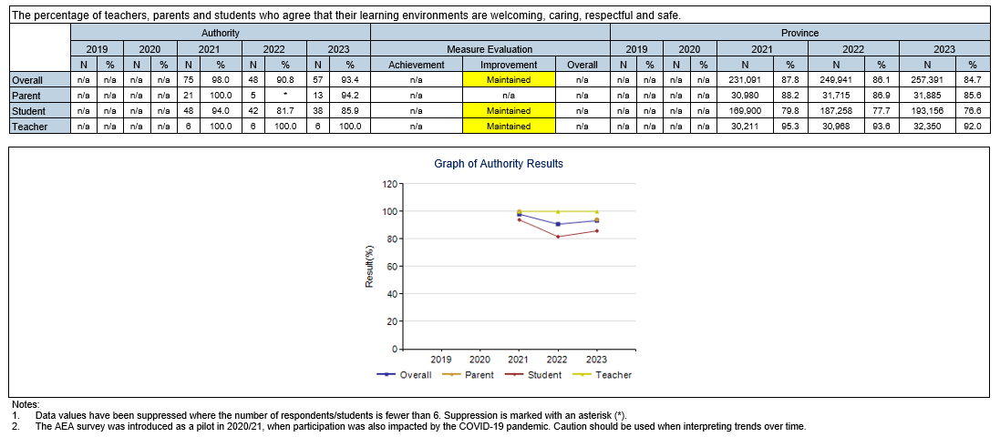 The percentage of teachers, parents and students who agree that their learning environments are welcoming, caring, respectful and safe.
Authority Province
2019 2020 2021 2022 2023 Measure Evaluation 2019 2020 2021 2022 2023
N % N % N % N % N % Achievement Improvement Overall N % N % N % N % N %
Overall n/a n/a n/a n/a 75 98.0 48 90.8 57 93.4 n/a Maintained n/a n/a n/a n/a n/a 231,091 87.8 249,941 86.1 257,391 84.7
Parent n/a n/a n/a n/a 21 100.0 5 * 13 94.2 n/a n/a n/a n/a n/a n/a n/a 30,980 88.2 31,715 86.9 31,885 85.6
Student n/a n/a n/a n/a 48 94.0 42 81.7 38 85.9 n/a Maintained n/a n/a n/a n/a n/a 169,900 79.8 187,258 77.7 193,156 76.6
Teacher n/a n/a n/a n/a 6 100.0 6 100.0 6 100.0 n/a Maintained n/a n/a n/a n/a n/a 30,211 95.3 30,968 93.6 32,350 92.0
Graph of Authority Results
120
100
80
60
40
20
0
Result(%)
2019 2020 2021 2022 2023
Overall Parent Student Teacher
Notes:
1. Data values have been suppressed where the number of respondents/students is fewer than 6. Suppression is marked with an asterisk (*).
2. The AEA survey was introduced as a pilot in 2020/21, when participation was also impacted by the COVID-19 pandemic. Caution should be used when interpreting trends over time.